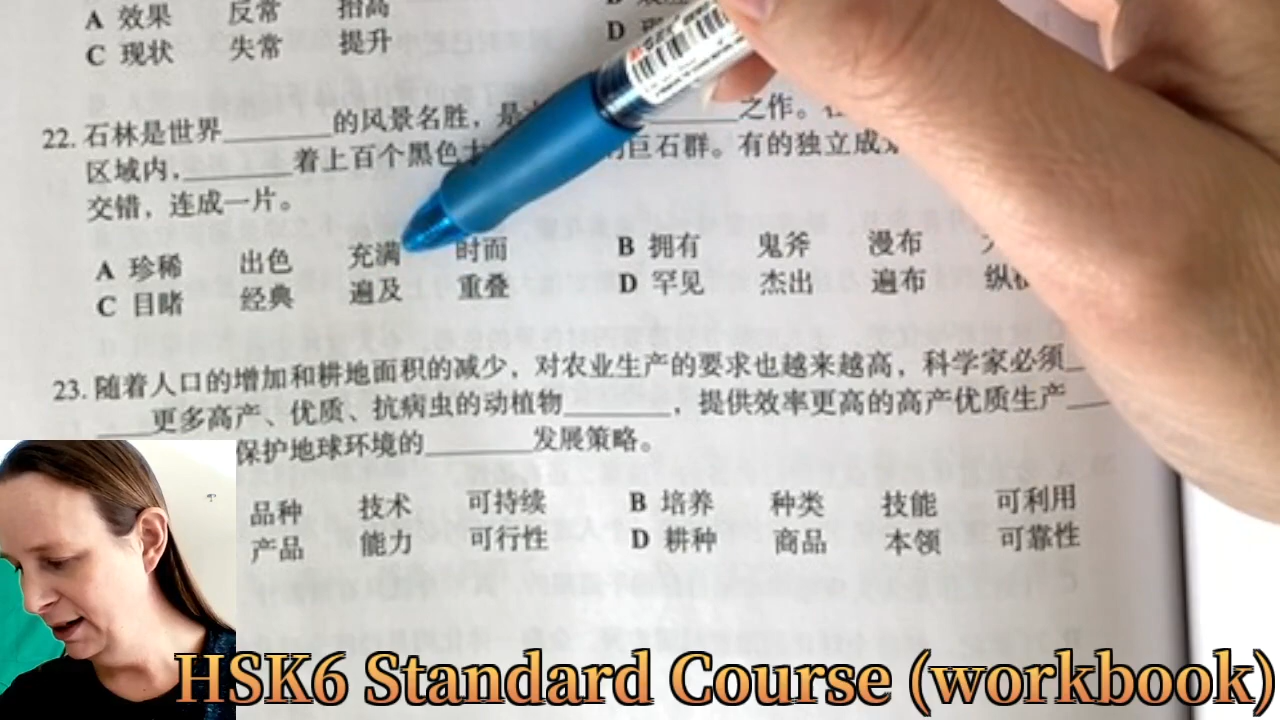 A 效果 反常 抬高
C 现状 失常 提升 D
22. 石林是世界________的风景名胜，是 ________之作。
区域内，________着上百个黑色 巨石群。有的独立成
交错，连成一片。
A 珍稀 出色 充满 时而 B 拥有 鬼斧 漫布
C 目睹 经典 遍及 重叠 D 罕见 杰出 遍布 纵
23. 随着人口的增加和耕地面积的减少，对农业生产的要求也越来越高，科学家必须_
____更多高产、优质、抗病虫的动植物________，提供效率更高的高产优质生产___
保护地球环境的________发展策略。
品种 技术 可持续 B 培养 种类 技能 可利用
产品 能力 可行性 D 耕种 商品 本领 可靠性
HSK6 Standard Course (workbook)